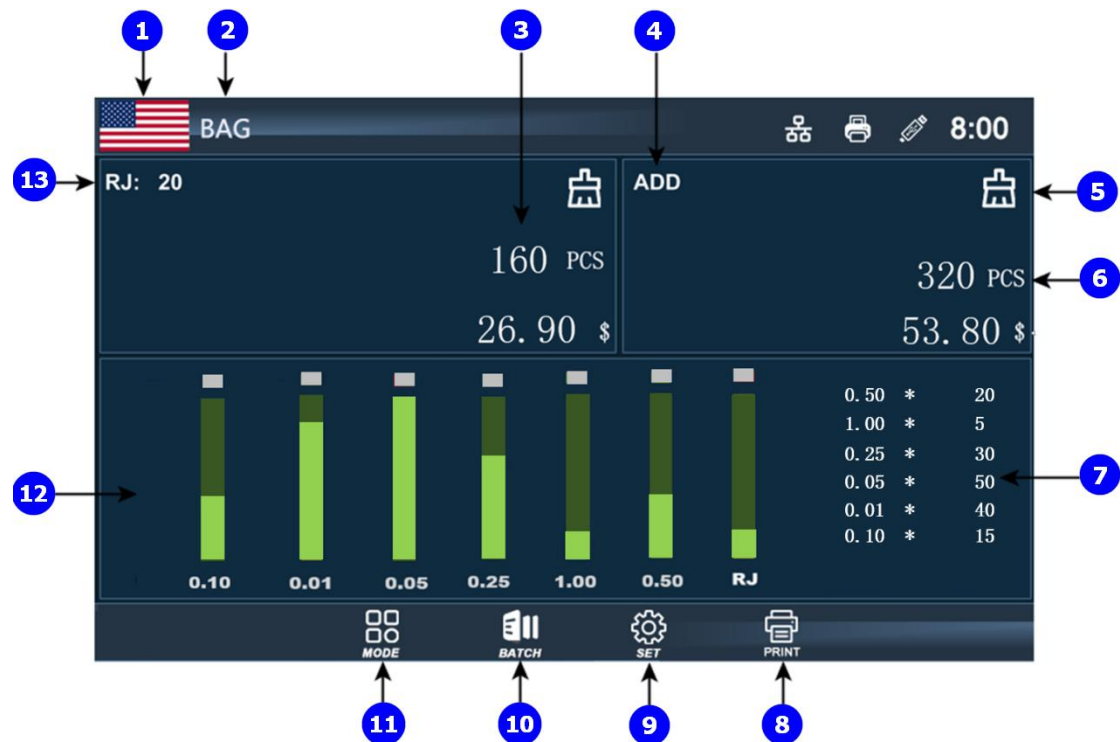 1 2 3 4
BAG 8:00
13 RJ: 20 ADD 5
160 PCS 320 PCS 6
26.90 $ 53.80 $
0.50 * 20
1.00 * 5
0.25 * 30
0.05 * 50 7
0.01 * 40
0.10 * 15
12
0.10 0.01 0.05 0.25 1.00 0.50 RJ
MODE BATCH SET PRINT
11 10 9 8